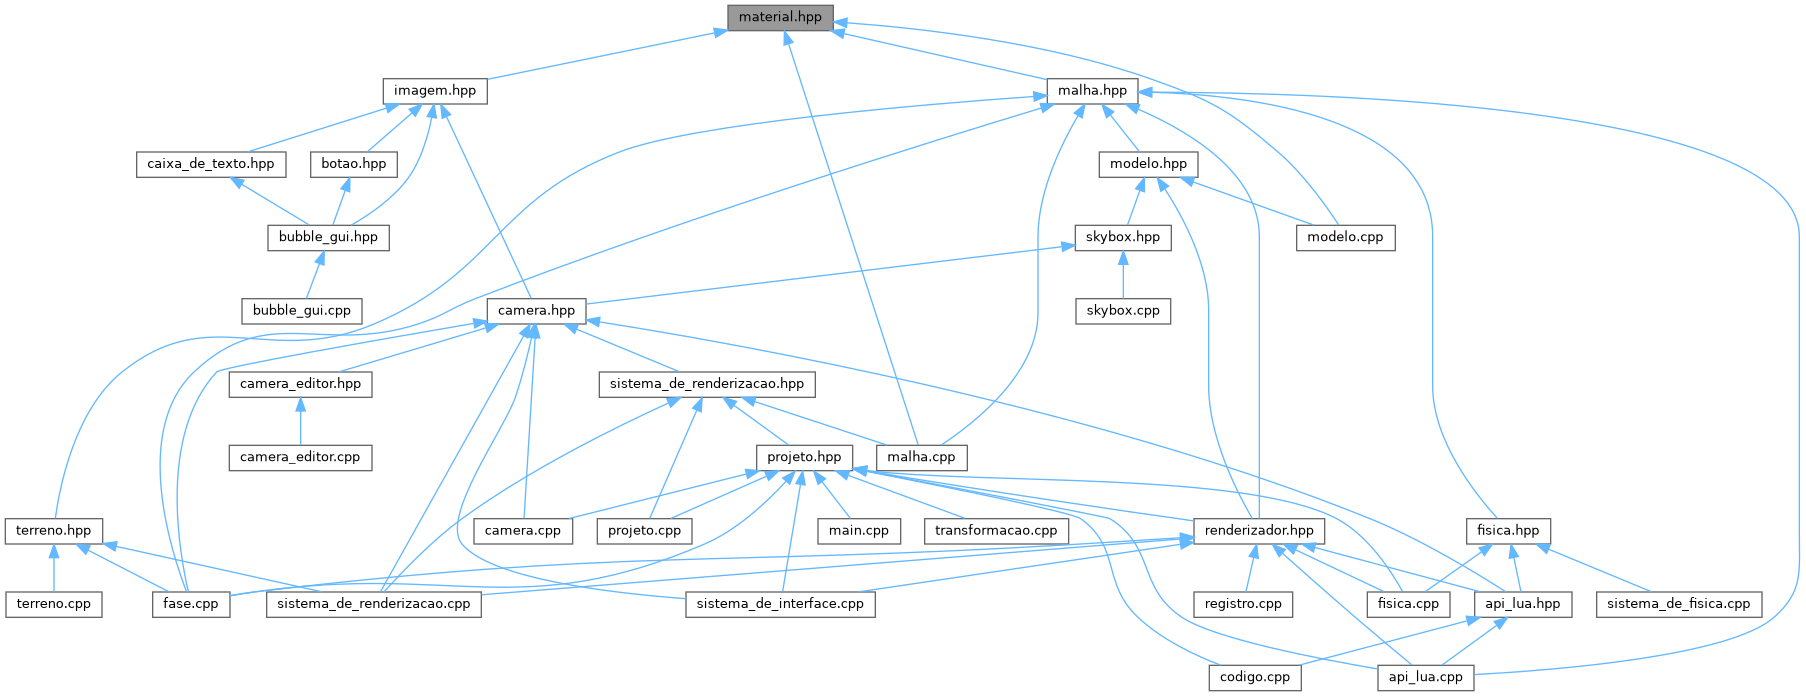 material.hpp
imagem.hpp
malha.hpp
caixa_de_texto.hpp
botao.hpp
modelo.hpp
bubble_gui.hpp
skybox.hpp
modelo.cpp
bubble_gui.cpp
camera.hpp
skybox.cpp
camera_editor.hpp
sistema_de_renderizacao.hpp
camera_editor.cpp
projeto.hpp
malha.cpp
terreno.hpp
camera.cpp
projeto.cpp
main.cpp
transformacao.cpp
renderizador.hpp
fisica.hpp
terreno.cpp
fase.cpp
sistema_de_renderizacao.cpp
sistema_de_interface.cpp
registro.cpp
fisica.cpp
api_lua.hpp
sistema_de_fisica.cpp
codigo.cpp
api_lua.cpp